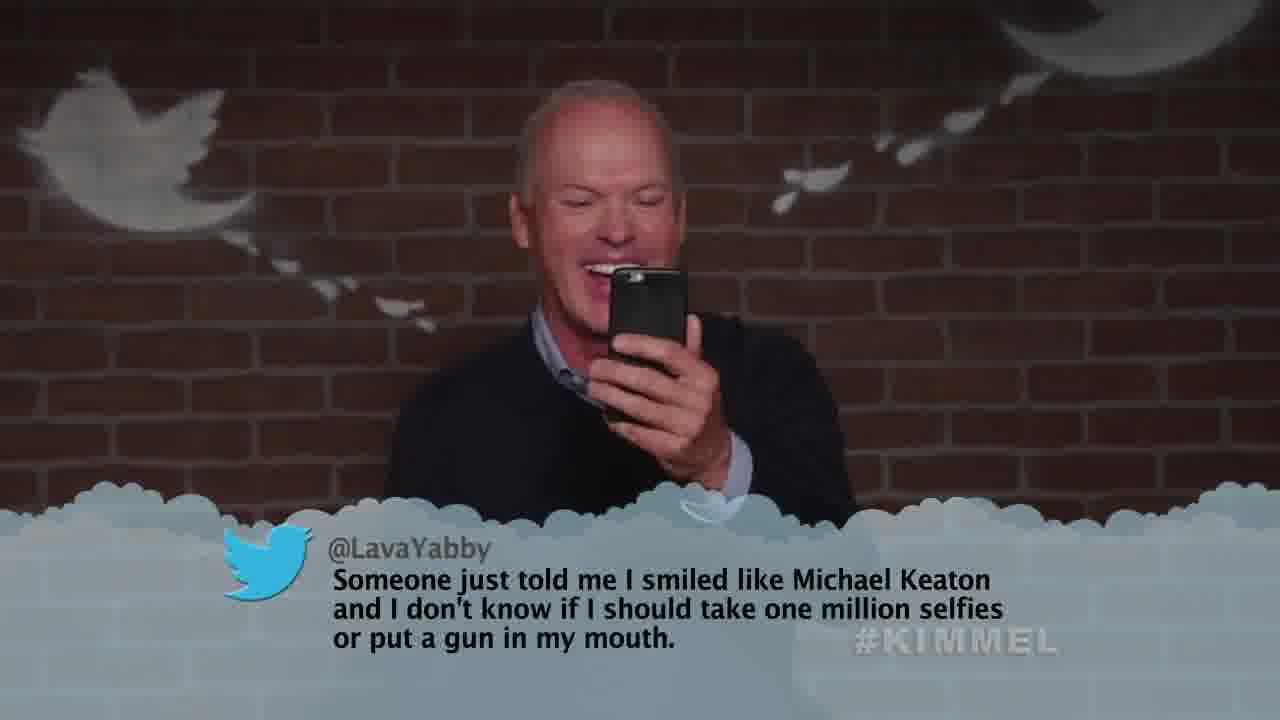 @LavaYabby
Someone just told me I smiled like Michael Keaton
and I don't know if I should take one million selfies
or put a gun in my mouth.
#KIMMEL